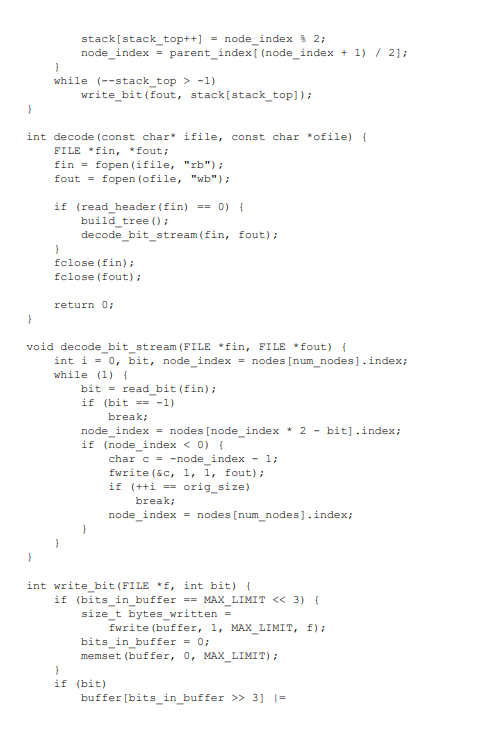 stack[stack_top++] = node_index % 2;
        node_index = parent_index[(node_index + 1) / 2];
    }
    while (--stack_top > -1)
        write_bit(fout, stack[stack_top]);
}

int decode(const char* ifile, const char *ofile) {
    FILE *fin, *fout;
    fin = fopen(ifile, "rb");
    fout = fopen(ofile, "wb");

    if (read_header(fin) == 0) {
        build_tree();
        decode_bit_stream(fin, fout);
    }
    fclose(fin);
    fclose(fout);

    return 0;
}

void decode_bit_stream(FILE *fin, FILE *fout) {
    int i = 0, bit, node_index = nodes[num_nodes].index;
    while (1) {
        bit = read_bit(fin);
        if (bit == -1)
            break;
        node_index = nodes[node_index * 2 - bit].index;
        if (node_index < 0) {
            char c = -node_index - 1;
            fwrite(&c, 1, 1, fout);
            if (++i == orig_size)
                break;
            node_index = nodes[num_nodes].index;
        }
    }
}

int write_bit(FILE *f, int bit) {
    if (bits_in_buffer == MAX_LIMIT << 3) {
        size_t bytes_written =
            fwrite(buffer, 1, MAX_LIMIT, f);
        bits_in_buffer = 0;
        memset(buffer, 0, MAX_LIMIT);
    }
    if (bit)
        buffer[bits_in_buffer >> 3] |=